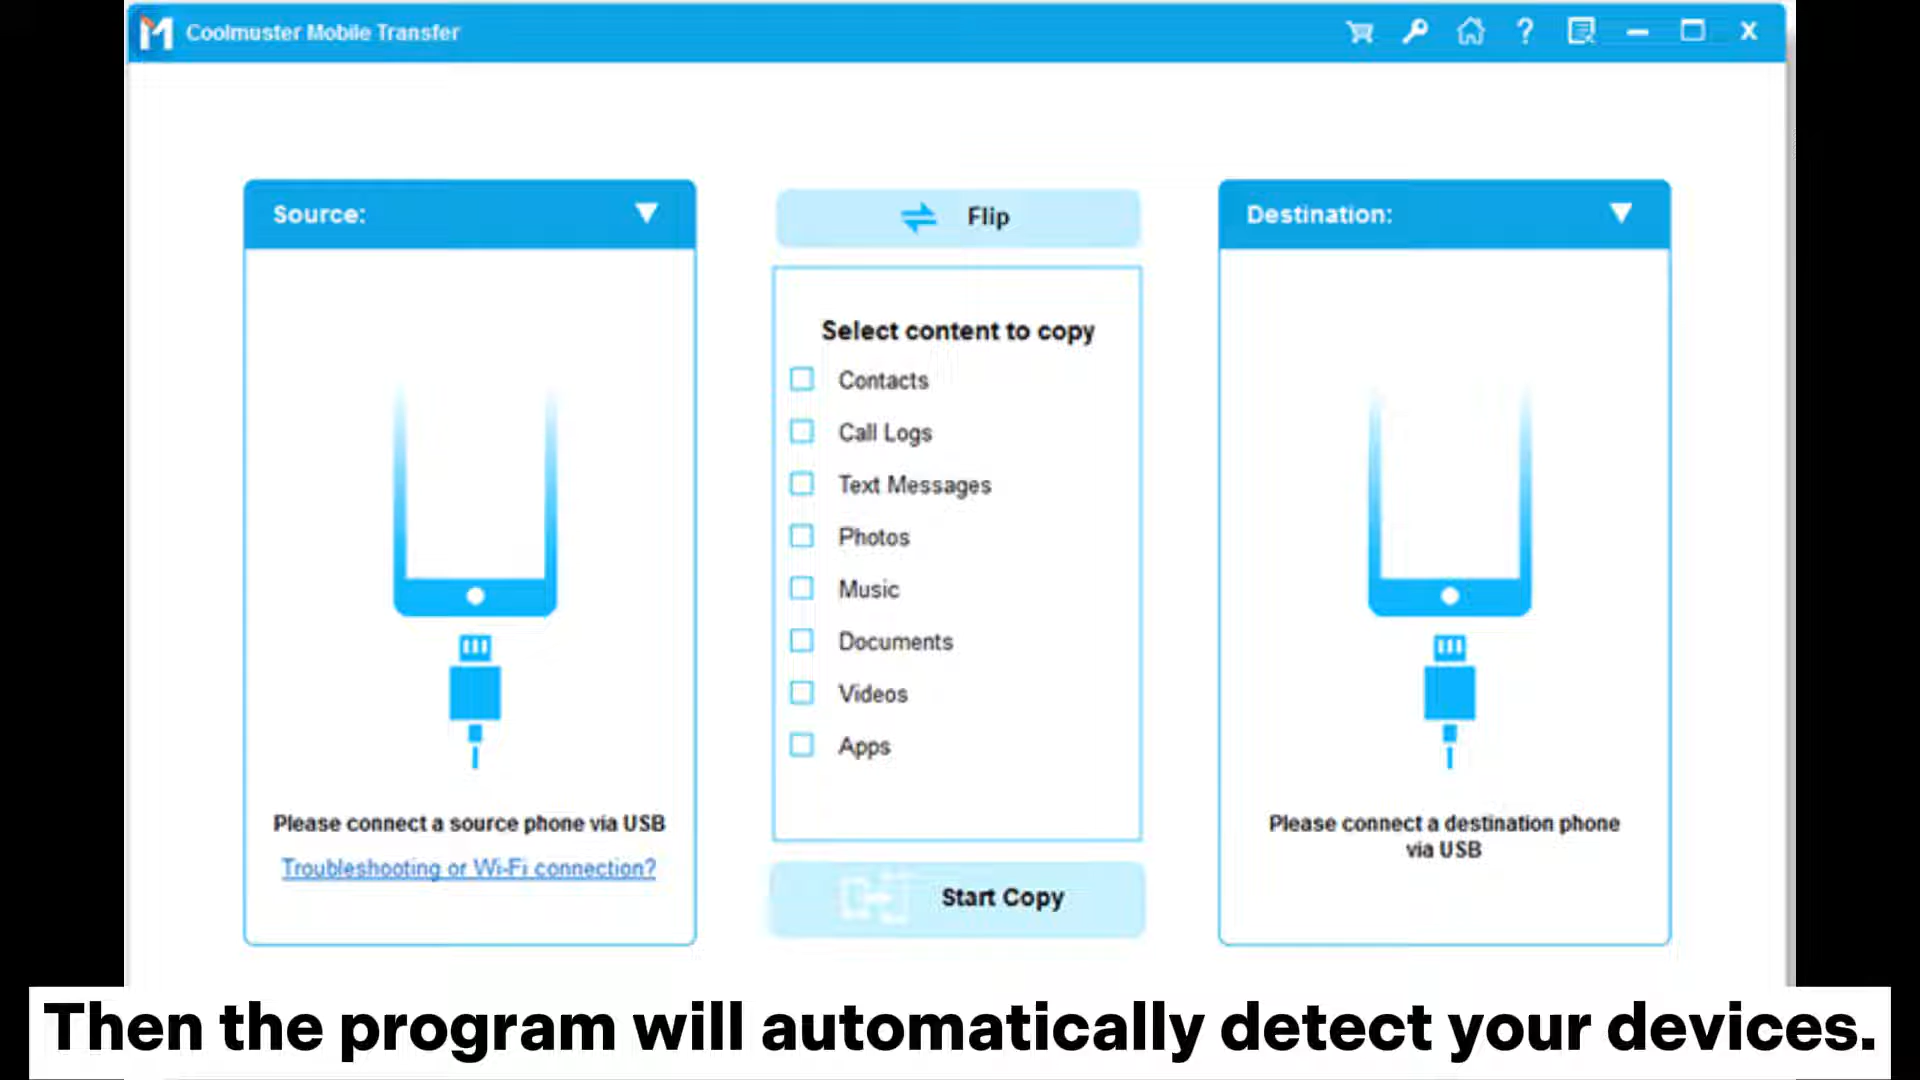 Coolmuster Mobile Transfer
Source:
Please connect a source phone via USB
Troubleshooting or Wi-Fi connection?
Flip
Select content to copy
Contacts
Call Logs
Text Messages
Photos
Music
Documents
Videos
Apps
Start Copy
Destination:
Please connect a destination phone
via USB
Then the program will automatically detect your devices.